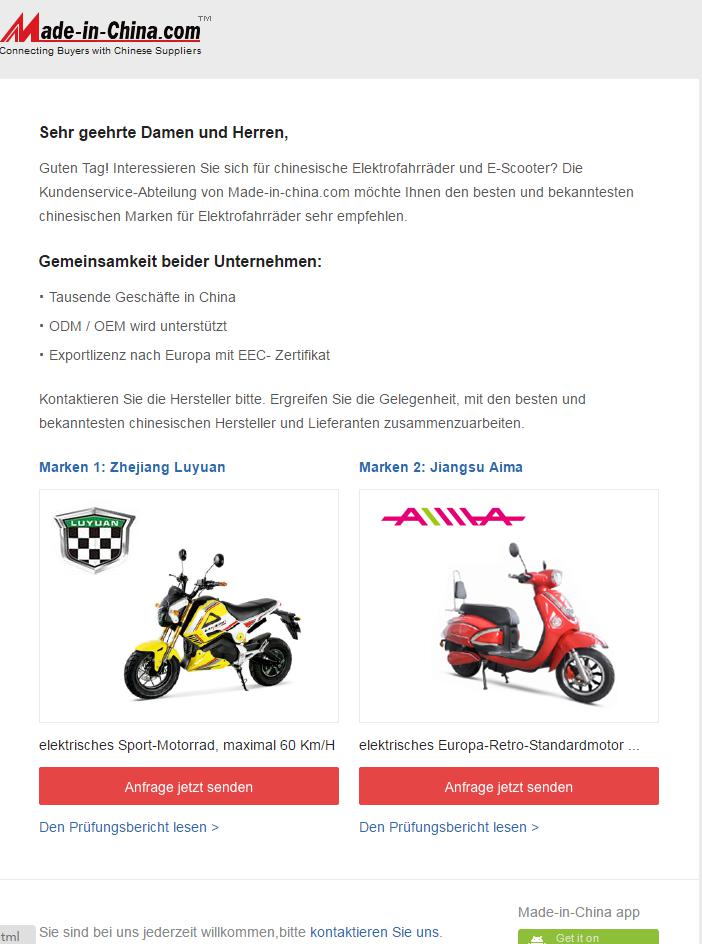 Made-in-China.com™
Connecting Buyers with Chinese Suppliers
Sehr geehrte Damen und Herren,
Guten Tag! Interessieren Sie sich für chinesische Elektrofahrräder und E-Scooter? Die
Kundenservice-Abteilung von Made-in-china.com möchte Ihnen den besten und bekanntesten
chinesischen Marken für Elektrofahrräder sehr empfehlen.
Gemeinsamkeit beider Unternehmen:
· Tausende Geschäfte in China
· ODM / OEM wird unterstützt
· Exportlizenz nach Europa mit EEC- Zertifikat
Kontaktieren Sie die Hersteller bitte. Ergreifen Sie die Gelegenheit, mit den besten und
bekanntesten chinesischen Hersteller und Lieferanten zusammenzuarbeiten.
Marken 1: Zhejiang Luyuan
Marken 2: Jiangsu Aima
LUYUAN
AIMA
elektrisches Sport-Motorrad, maximal 60 Km/H
elektrisches Europa-Retro-Standardmotor ...
Anfrage jetzt senden
Anfrage jetzt senden
Den Prüfungsbericht lesen >
Den Prüfungsbericht lesen >
Made-in-China app
Sie sind bei uns jederzeit willkommen,bitte kontaktieren Sie uns.
tml
Get it on